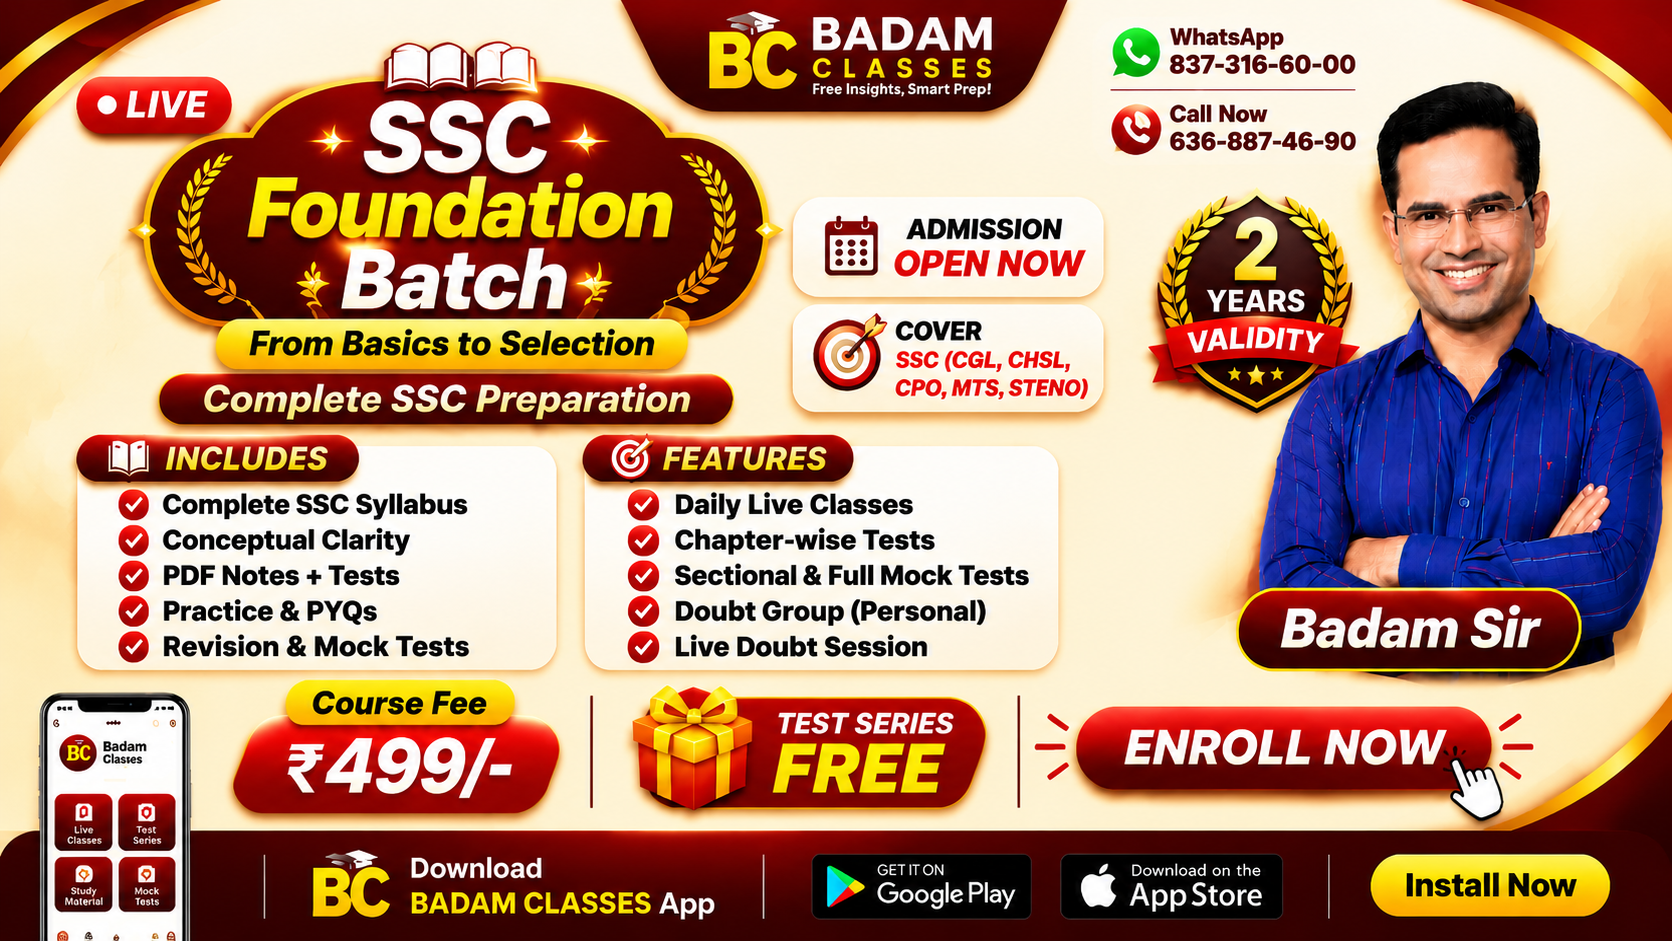 LIVE
SSC
Foundation
Batch
From Basics to Selection
Complete SSC Preparation
BC BADAM
CLASSES
Free Insights, Smart Prep!
WhatsApp
837-316-60-00
Call Now
636-887-46-90
ADMISSION
OPEN NOW
COVER
SSC (CGL, CHSL,
CPO, MTS, STENO)
2
YEARS
VALIDITY
INCLUDES
Complete SSC Syllabus
Conceptual Clarity
PDF Notes + Tests
Practice & PYQs
Revision & Mock Tests
FEATURES
Daily Live Classes
Chapter-wise Tests
Sectional & Full Mock Tests
Doubt Group (Personal)
Live Doubt Session
Badam Sir
Course Fee
₹499/-
TEST SERIES
FREE
ENROLL NOW
BC Badam
Classes
Live
Classes
Test
Series
Study
Material
Mock
Tests
BC Download
BADAM CLASSES App
GET IT ON
Google Play
Download on the
App Store
Install Now